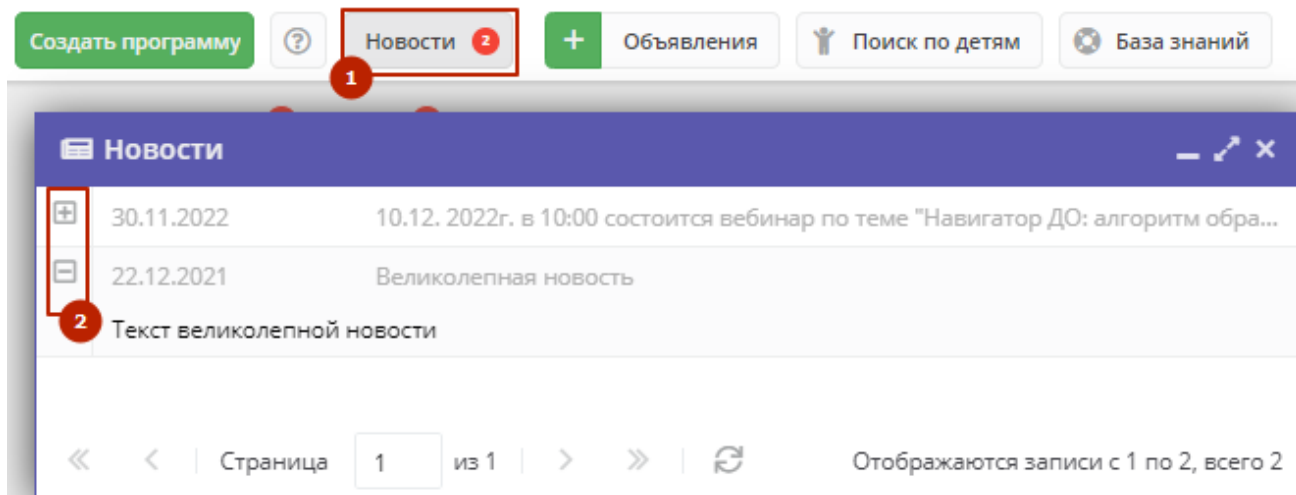 Создать программу ? Новости 2 + Объявления Поиск по детям База знаний
1
Новости
30.11.2022 10.12. 2022г. в 10:00 состоится вебинар по теме "Навигатор ДО: алгоритм обра...
22.12.2021 Великолепная новость
2
Текст великолепной новости
Страница 1 из 1 Отображаются записи с 1 по 2, всего 2